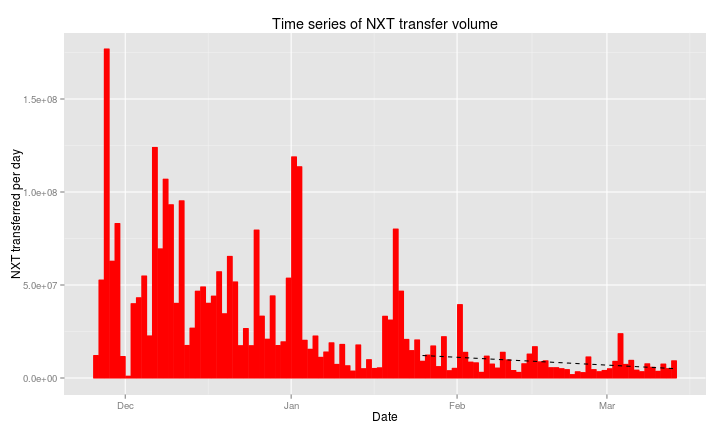 Time series of NXT transfer volume
NXT transferred per day
1.5e+08
1.0e+08
5.0e+07
0.0e+00
Dec
Jan
Feb
Mar
Date